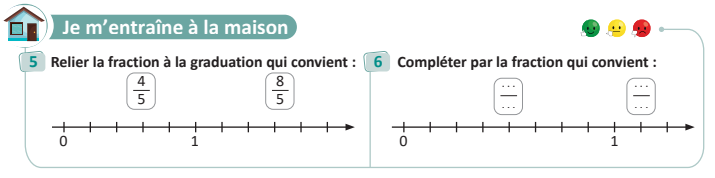 Je m'entraîne à la maison
5 Relier la fraction à la graduation qui convient :
4/5 8/5
0 1
6 Compléter par la fraction qui convient :
.../... .../...
0 1